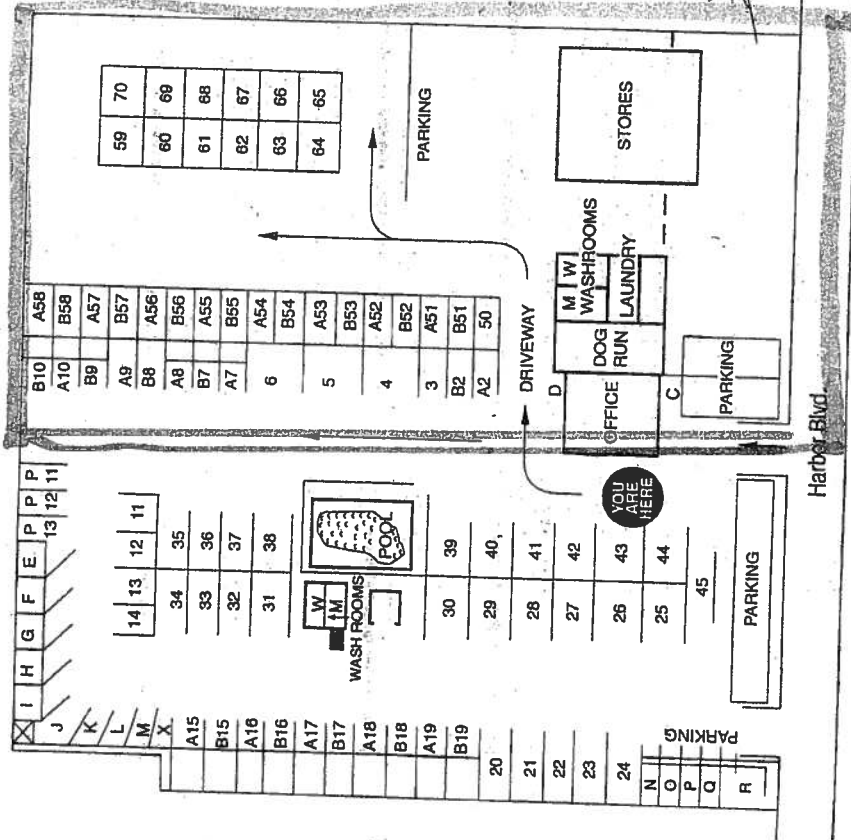 70
69
68
67
66
65
59
60
61
62
63
64
PARKING
STORES
A58
B58
A57
B57
A56
B56
A55
B55
A54
B54
A53
B53
A52
B52
A51
B51
50
B10
A10
B9
A9
B8
A8
B7
A7
6
5
4
3
B2
A2
DRIVEWAY
M W
WASHROOMS
LAUNDRY
DOG
RUN
D
OFFICE
C
PARKING
Harbor Blvd.
YOU
ARE
HERE
P 11
P 12
P 13
E
F
G
H
I
J
K
L
M
X
11
12
13
14
35
36
37
38
34
33
32
31
POOL
W
M
WASH ROOMS
39
40
41
42
43
44
30
29
28
27
26
25
45
PARKING
A15
B15
A16
B16
A17
B17
A18
B18
A19
B19
20
21
22
23
24
PARKING
N
O
P
Q
R